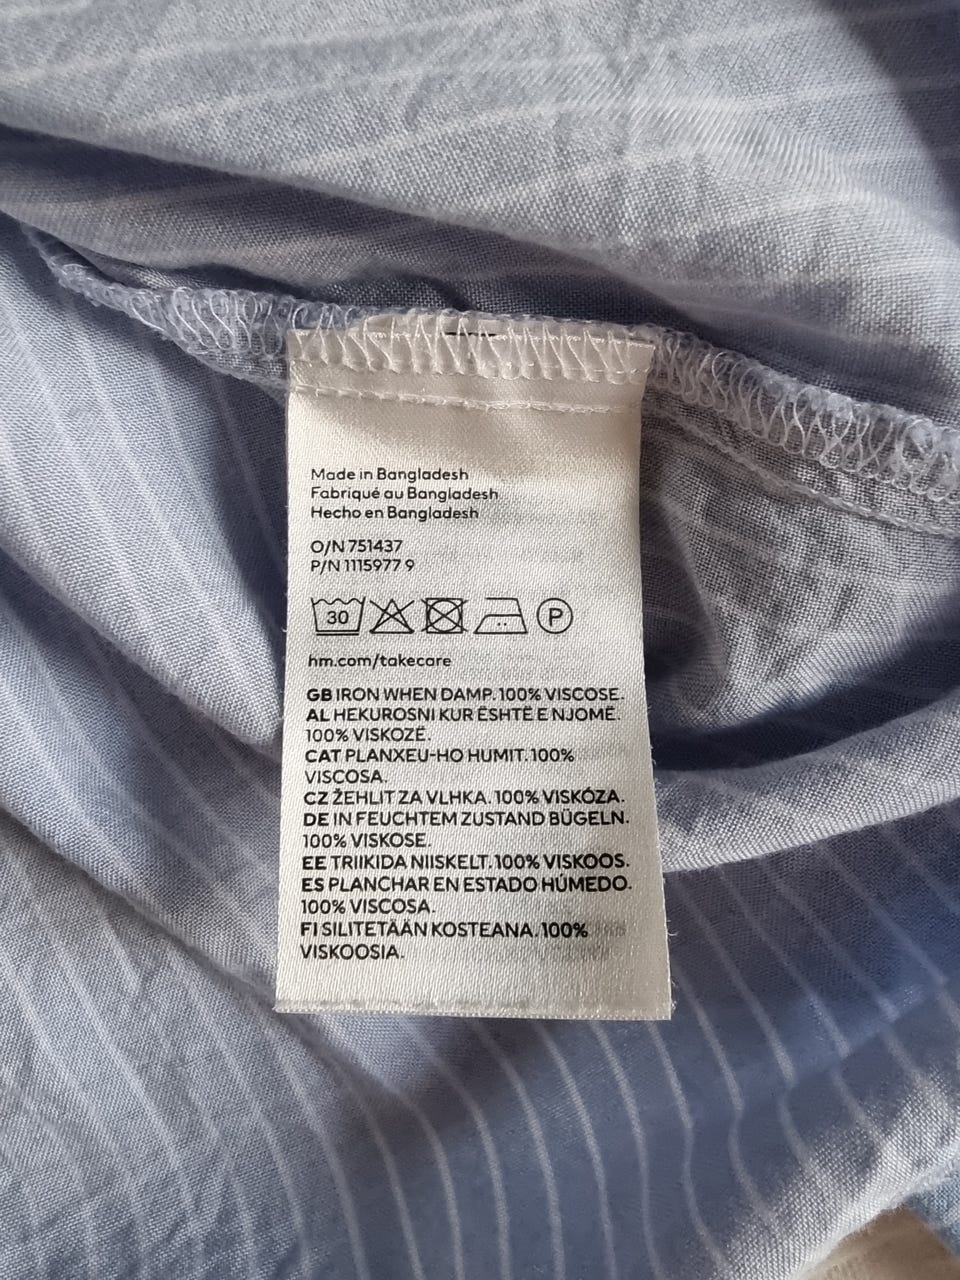 Made in Bangladesh
Fabriqué au Bangladesh
Hecho en Bangladesh
O/N 751437
P/N 1115977 9
30 P
hm.com/takecare
GB IRON WHEN DAMP. 100% VISCOSE.
AL HEKUROSNI KUR ËSHTË E NJOMË.
100% VISKOZË.
CAT PLANXEU-HO HUMIT. 100%
VISCOSA.
CZ ŽEHLIT ZA VLHKA. 100% VISKÓZA.
DE IN FEUCHTEM ZUSTAND BÜGELN.
100% VISKOSE.
EE TRIIKIDA NIISKELT. 100% VISKOOS.
ES PLANCHAR EN ESTADO HÚMEDO.
100% VISCOSA.
FI SILITETÄÄN KOSTEANA. 100%
VISKOOSIA.